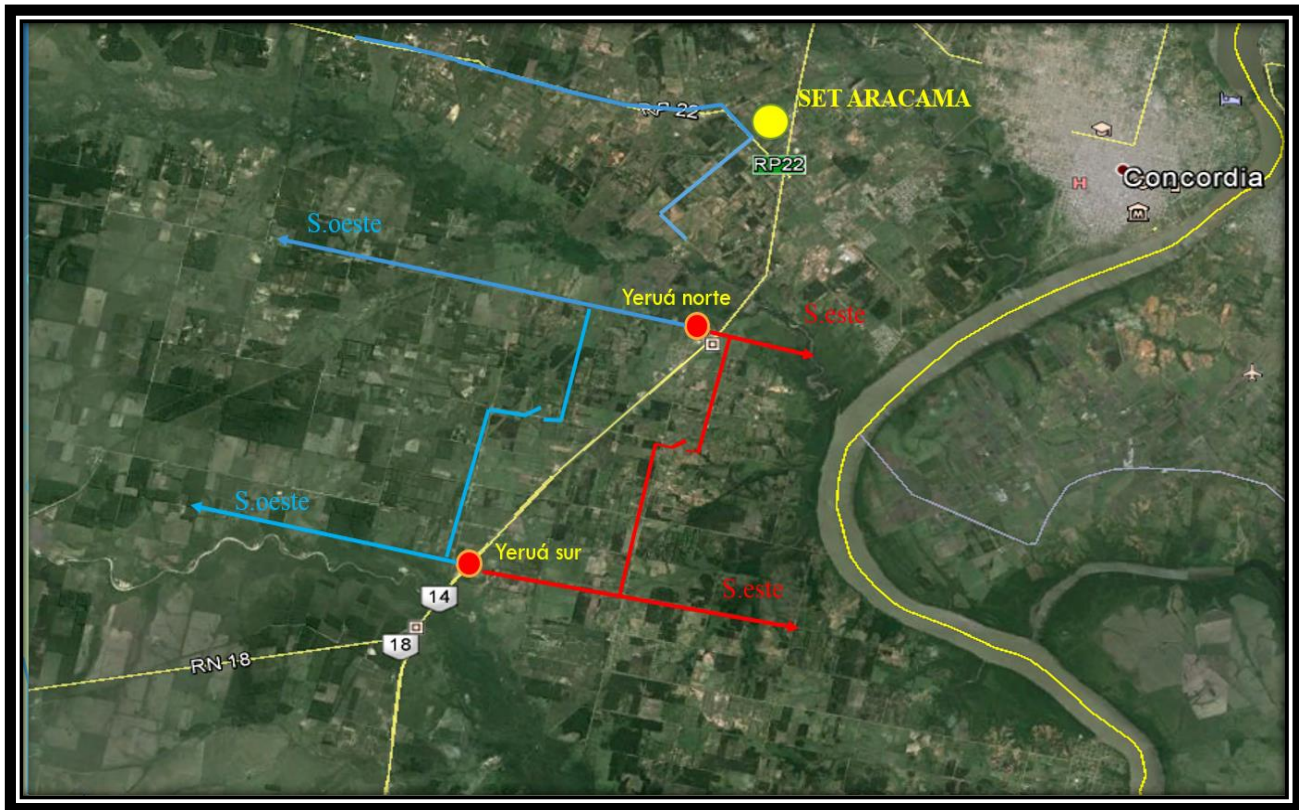 SET ARACAMA
RP 22
RP22
H
Concordia
M
S.oeste
Yeruá norte
S.este
S.oeste
Yeruá sur
S.este
14
18
RN 18